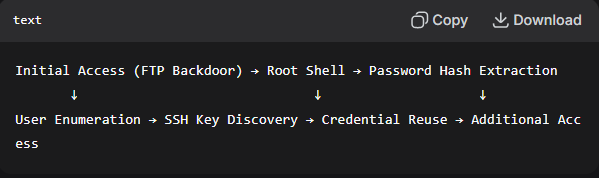 text Copy Download
Initial Access (FTP Backdoor) → Root Shell → Password Hash Extraction
↓ ↓ ↓
User Enumeration → SSH Key Discovery → Credential Reuse → Additional Acc
ess